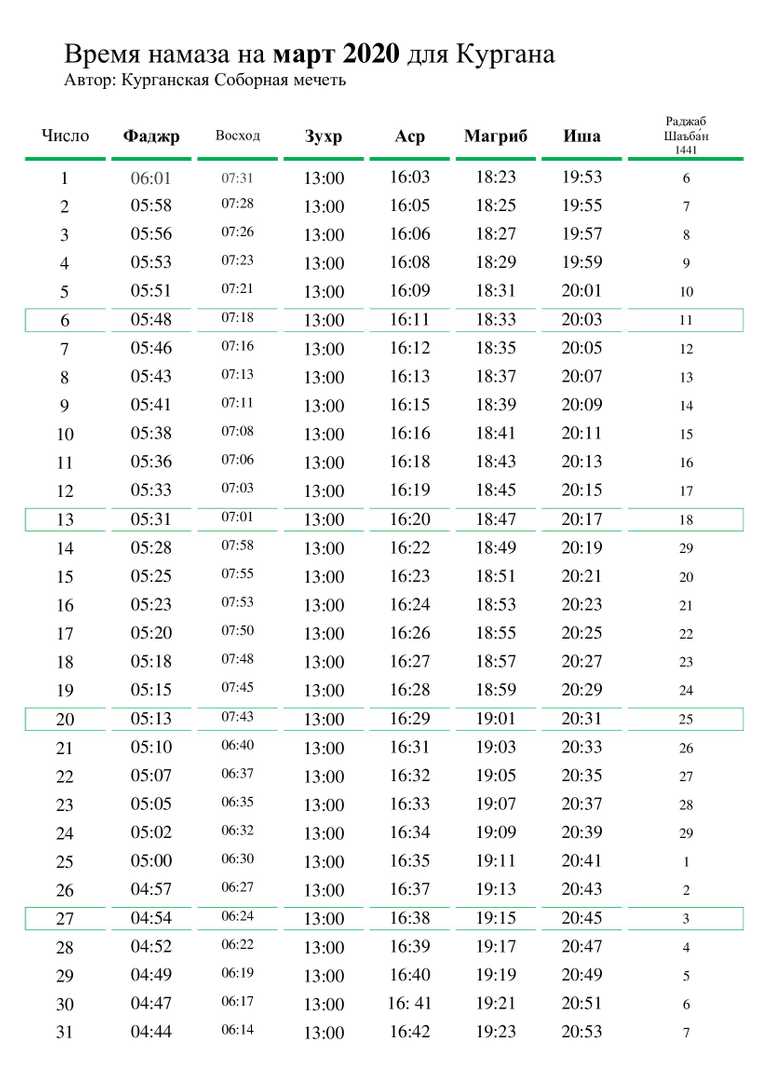 Время намаза на март 2020 для Кургана
Автор: Курганская Соборная мечеть
Число Фаджр Восход Зухр Аср Магриб Иша Раджаб
Шаъба́н
1441
1 06:01 07:31 13:00 16:03 18:23 19:53 6
2 05:58 07:28 13:00 16:05 18:25 19:55 7
3 05:56 07:26 13:00 16:06 18:27 19:57 8
4 05:53 07:23 13:00 16:08 18:29 19:59 9
5 05:51 07:21 13:00 16:09 18:31 20:01 10
6 05:48 07:18 13:00 16:11 18:33 20:03 11
7 05:46 07:16 13:00 16:12 18:35 20:05 12
8 05:43 07:13 13:00 16:13 18:37 20:07 13
9 05:41 07:11 13:00 16:15 18:39 20:09 14
10 05:38 07:08 13:00 16:16 18:41 20:11 15
11 05:36 07:06 13:00 16:18 18:43 20:13 16
12 05:33 07:03 13:00 16:19 18:45 20:15 17
13 05:31 07:01 13:00 16:20 18:47 20:17 18
14 05:28 07:58 13:00 16:22 18:49 20:19 29
15 05:25 07:55 13:00 16:23 18:51 20:21 20
16 05:23 07:53 13:00 16:24 18:53 20:23 21
17 05:20 07:50 13:00 16:26 18:55 20:25 22
18 05:18 07:48 13:00 16:27 18:57 20:27 23
19 05:15 07:45 13:00 16:28 18:59 20:29 24
20 05:13 07:43 13:00 16:29 19:01 20:31 25
21 05:10 06:40 13:00 16:31 19:03 20:33 26
22 05:07 06:37 13:00 16:32 19:05 20:35 27
23 05:05 06:35 13:00 16:33 19:07 20:37 28
24 05:02 06:32 13:00 16:34 19:09 20:39 29
25 05:00 06:30 13:00 16:35 19:11 20:41 1
26 04:57 06:27 13:00 16:37 19:13 20:43 2
27 04:54 06:24 13:00 16:38 19:15 20:45 3
28 04:52 06:22 13:00 16:39 19:17 20:47 4
29 04:49 06:19 13:00 16:40 19:19 20:49 5
30 04:47 06:17 13:00 16: 41 19:21 20:51 6
31 04:44 06:14 13:00 16:42 19:23 20:53 7